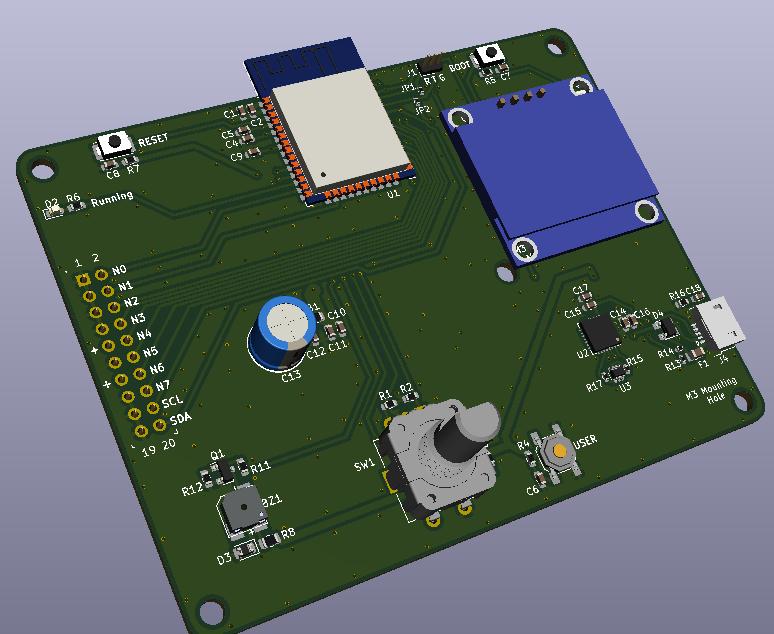 J1
R T G
BOOT
R5 C7
JP1
JP2
C1
C2
C5
C4
C9
RESET
C8 R7
D2 R6 Running
U1
1 2
N0
N1
N2
N3
N4
N5
N6
N7
SCL
SDA
+
+
19 20
C10
C12 C11
C13
C17
C15
C14
C16
D4
R16 C18
U2
R15
R14
R13
F1
J4
R17
U3
M3 Mounting
Hole
R1 R2
SW1
R4
USER
C6
Q1
R11
R12
BZ1
D3
R8